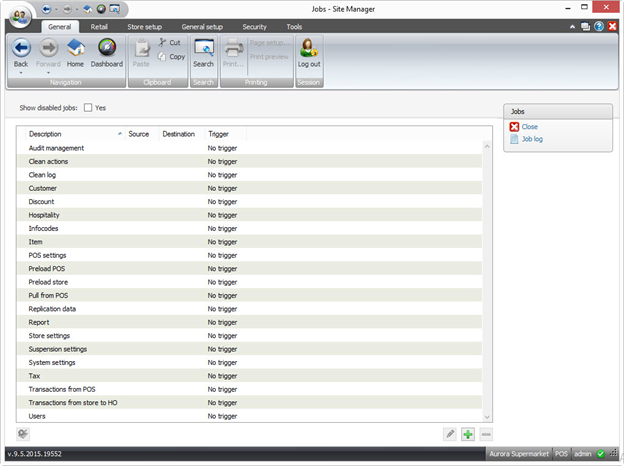 Jobs - Site Manager
General Retail Store setup General setup Security Tools
Back Forward Home Dashboard Paste Cut Copy Search Print... Page setup... Print preview Log out
Navigation Clipboard Search Printing Session
Show disabled jobs: Yes
Jobs
Close
Job log
Description Source Destination Trigger
Audit management No trigger
Clean actions No trigger
Clean log No trigger
Customer No trigger
Discount No trigger
Hospitality No trigger
Infocodes No trigger
Item No trigger
POS settings No trigger
Preload POS No trigger
Preload store No trigger
Pull from POS No trigger
Replication data No trigger
Report No trigger
Store settings No trigger
Suspension settings No trigger
System settings No trigger
Tax No trigger
Transactions from POS No trigger
Transactions from store to HO No trigger
Users No trigger
v.9.5.2015.19552 Aurora Supermarket POS admin